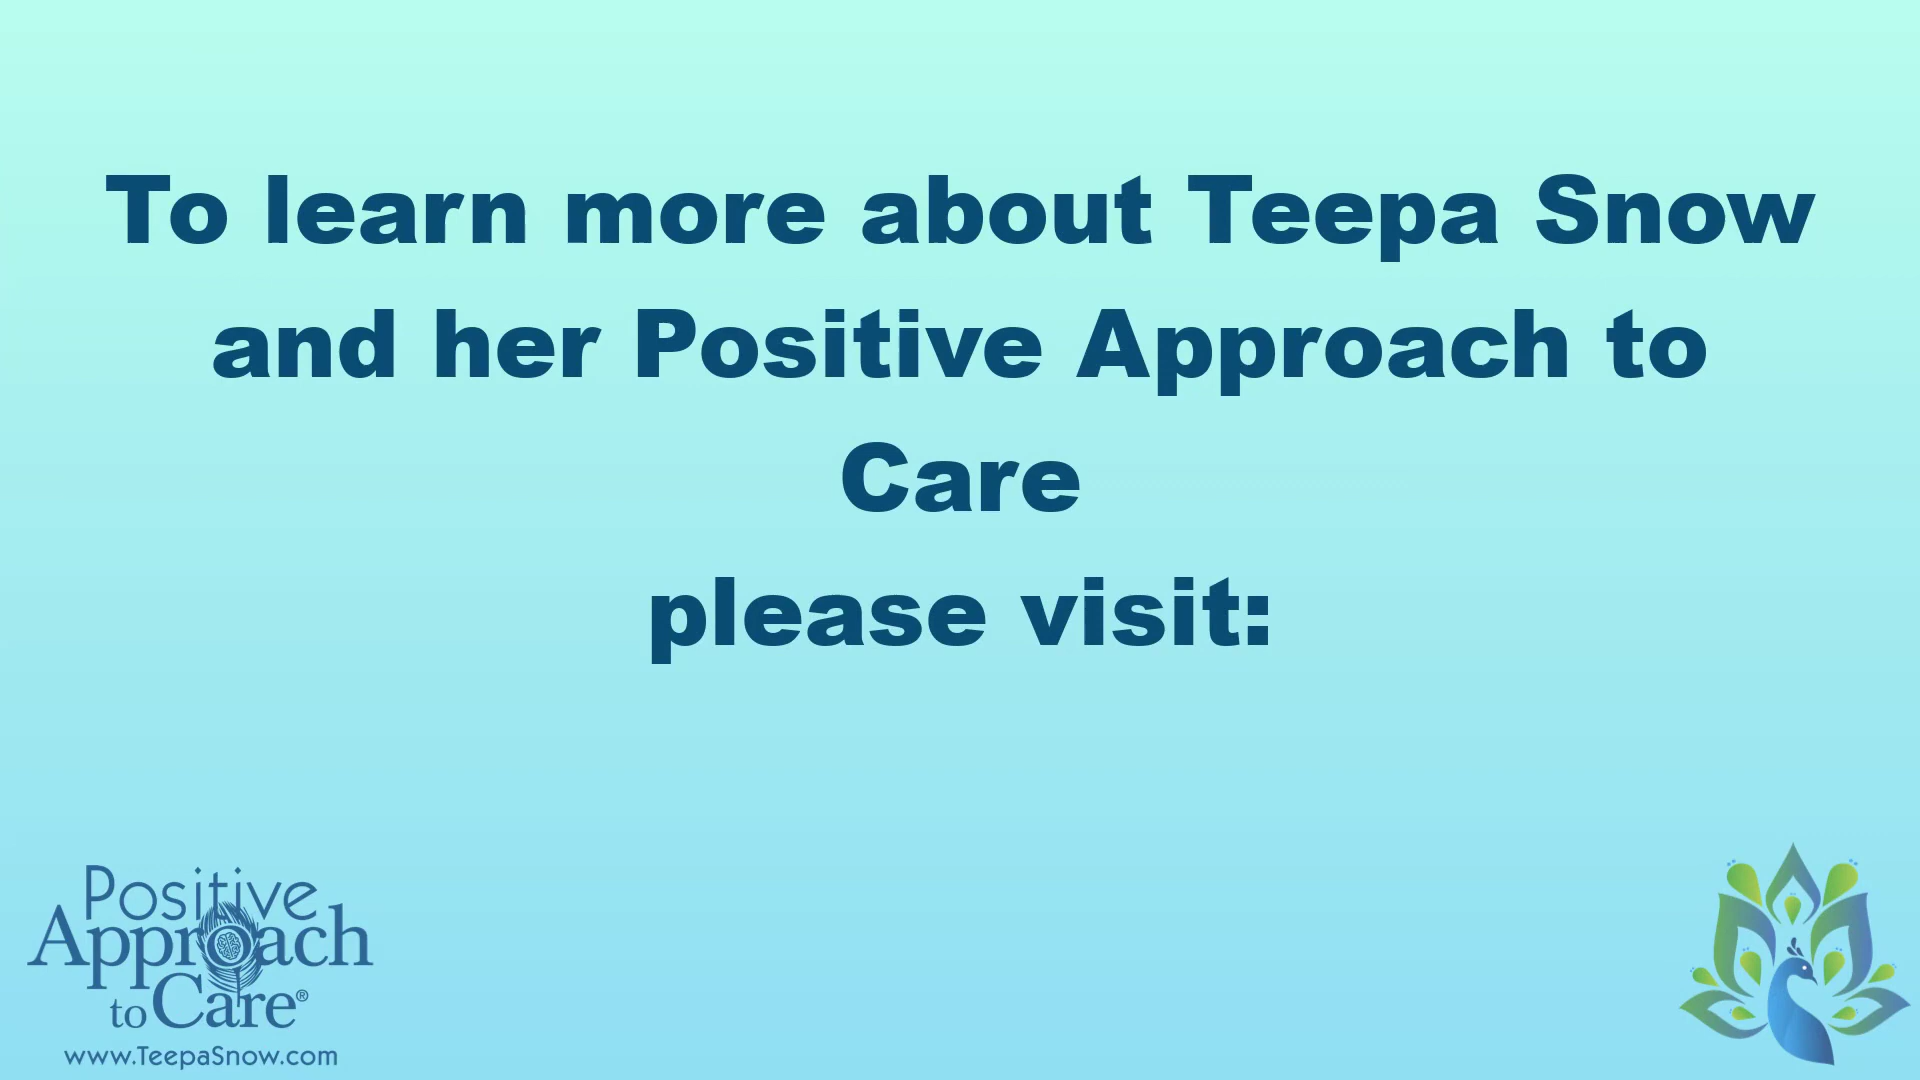 To learn more about Teepa Snow
and her Positive Approach to
Care
please visit:
Positive
Approach
to Care®
www.TeepaSnow.com